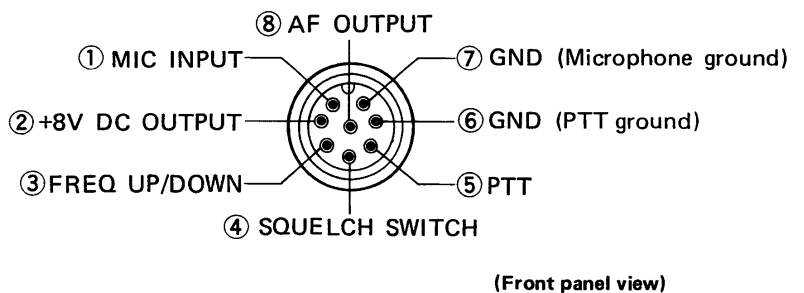 ⑧ AF OUTPUT
① MIC INPUT
⑦ GND (Microphone ground)
② +8V DC OUTPUT
⑥ GND (PTT ground)
③ FREQ UP/DOWN
⑤ PTT
④ SQUELCH SWITCH
(Front panel view)